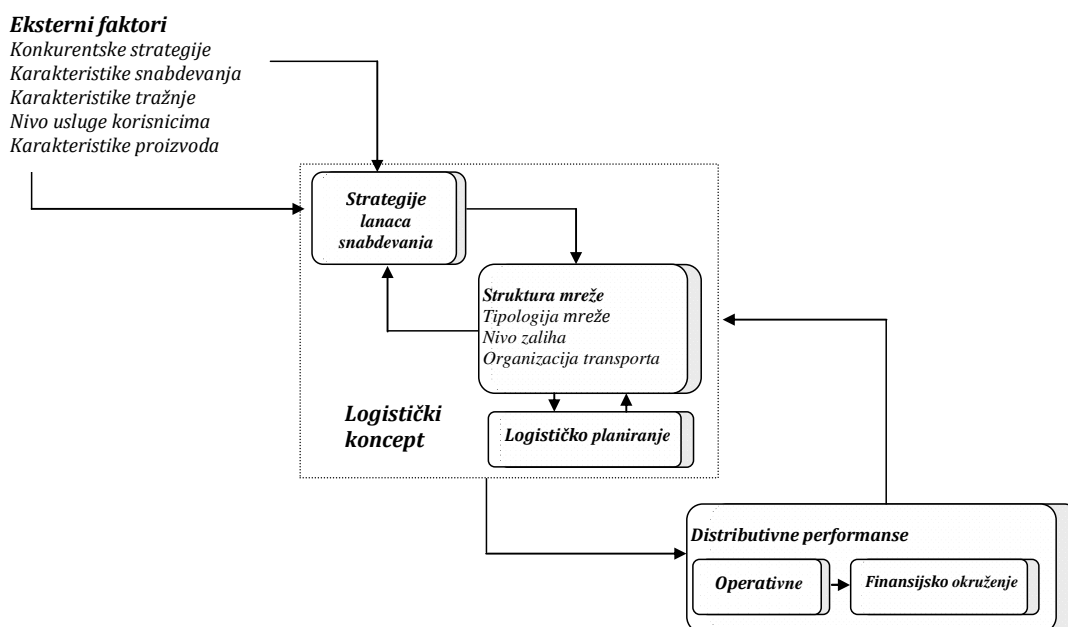 Eksterni faktori
Konkurentske strategije
Karakteristike snabdevanja
Karakteristike tražnje
Nivo usluge korisnicima
Karakteristike proizvoda
Strategije
lanaca
snabdevanja
Struktura mreže
Tipologija mreže
Nivo zaliha
Organizacija transporta
Logistički
koncept
Logističko planiranje
Distributivne performanse
Operativne
Finansijsko okruženje